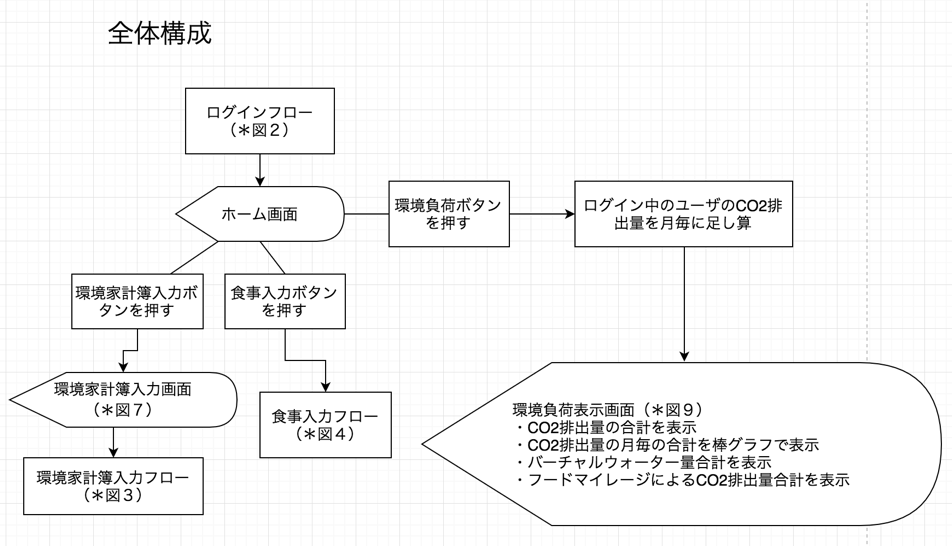 全体構成
ログインフロー
（＊図２）
ホーム画面
環境負荷ボタン
を押す
ログイン中のユーザのCO2排
出量を月毎に足し算
環境家計簿入力ボ
タンを押す
食事入力ボタン
を押す
環境家計簿入力画面
（＊図７）
食事入力フロー
（＊図４）
環境家計簿入力フロー
（＊図３）
環境負荷表示画面（＊図９）
・CO2排出量の合計を表示
・CO2排出量の月毎の合計を棒グラフで表示
・バーチャルウォーター量合計を表示
・フードマイレージによるCO2排出量合計を表示